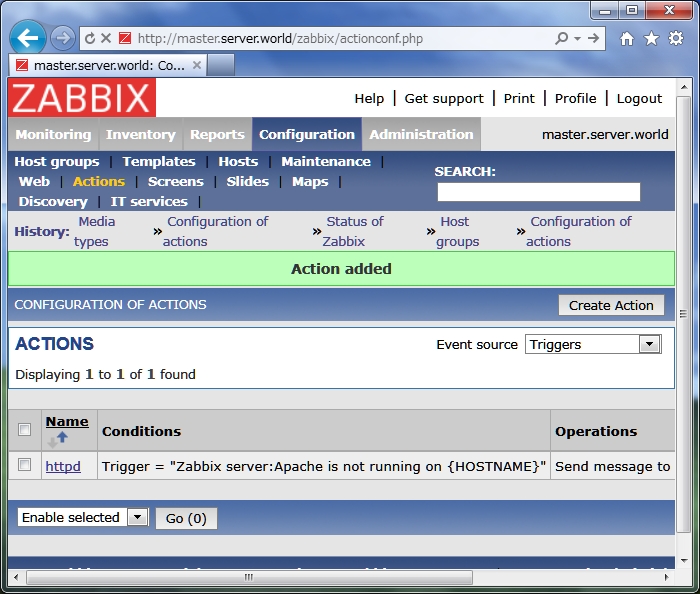 http://master.server.world/zabbix/actionconf.php
master.server.world: Co...
ZABBIX
Help | Get support | Print | Profile | Logout
Monitoring Inventory Reports Configuration Administration master.server.world
Host groups | Templates | Hosts | Maintenance |
Web | Actions | Screens | Slides | Maps |
Discovery | IT services |
SEARCH:
History: Media types » Configuration of actions » Status of Zabbix » Host groups » Configuration of actions
Action added
CONFIGURATION OF ACTIONS Create Action
ACTIONS Event source Triggers
Displaying 1 to 1 of 1 found
Name Conditions Operations
httpd Trigger = "Zabbix server:Apache is not running on {HOSTNAME}" Send message to
Enable selected Go (0)